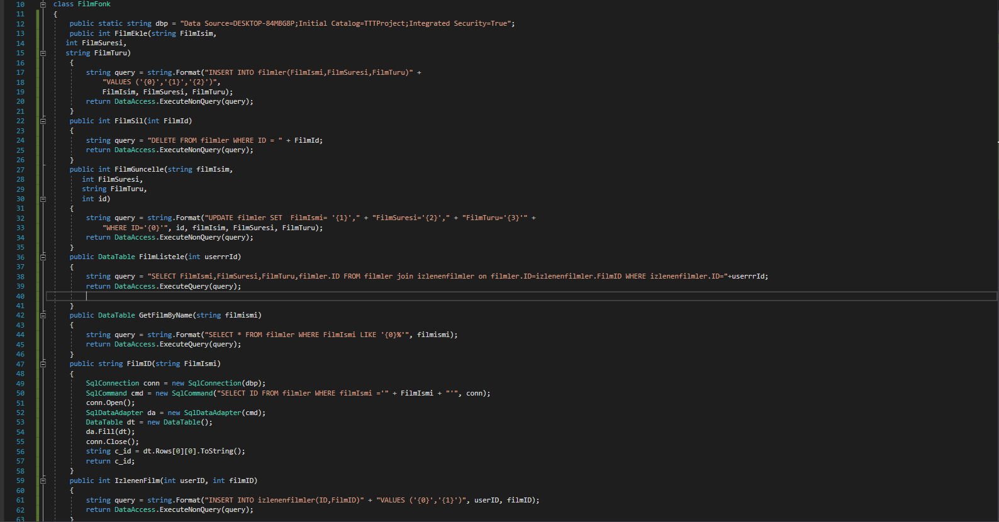 10 class FilmFonk
11 {
12 public static string dbp = "Data Source=DESKTOP-84MBG8P;Initial Catalog=TTTProject;Integrated Security=True";
13 public int FilmEkle(string FilmIsim,
14 int FilmSuresi,
15 string FilmTuru)
16 {
17 string query = string.Format("INSERT INTO filmler(FilmIsmi,FilmSuresi,FilmTuru)" +
18 "VALUES ('{0}','{1}','{2}')",
19 FilmIsim, FilmSuresi, FilmTuru);
20 return DataAccess.ExecuteNonQuery(query);
21 }
22 public int FilmSil(int FilmId)
23 {
24 string query = "DELETE FROM filmler WHERE ID = " + FilmId;
25 return DataAccess.ExecuteNonQuery(query);
26 }
27 public int FilmGuncelle(string filmIsim,
28 int FilmSuresi,
29 string FilmTuru,
30 int id)
31 {
32 string query = string.Format("UPDATE filmler SET  FilmIsmi= '{1}'," + "FilmSuresi='{2}'," + "FilmTuru='{3}'" +
33 "WHERE ID='{0}'", id, filmIsim, FilmSuresi, FilmTuru);
34 return DataAccess.ExecuteNonQuery(query);
35 }
36 public DataTable FilmListele(int userrrId)
37 {
38 string query = "SELECT FilmIsmi,FilmSuresi,FilmTuru,filmler.ID FROM filmler join izlenenfilmler on filmler.ID=izlenenfilmler.FilmID WHERE izlenenfilmler.ID="+userrrId;
39 return DataAccess.ExecuteQuery(query);
40
41 }
42 public DataTable GetFilmByName(string filmismi)
43 {
44 string query = string.Format("SELECT * FROM filmler WHERE FilmIsmi LIKE '{0}%'", filmismi);
45 return DataAccess.ExecuteQuery(query);
46 }
47 public string FilmID(string FilmIsmi)
48 {
49 SqlConnection conn = new SqlConnection(dbp);
50 SqlCommand cmd = new SqlCommand("SELECT ID FROM filmler WHERE filmIsmi ='" + FilmIsmi + "'", conn);
51 conn.Open();
52 SqlDataAdapter da = new SqlDataAdapter(cmd);
53 DataTable dt = new DataTable();
54 da.Fill(dt);
55 conn.Close();
56 string c_id = dt.Rows[0][0].ToString();
57 return c_id;
58 }
59 public int IzlenenFilm(int userID, int filmID)
60 {
61 string query = string.Format("INSERT INTO izlenenfilmler(ID,FilmID)" + "VALUES ('{0}','{1}')", userID, filmID);
62 return DataAccess.ExecuteNonQuery(query);
63 }